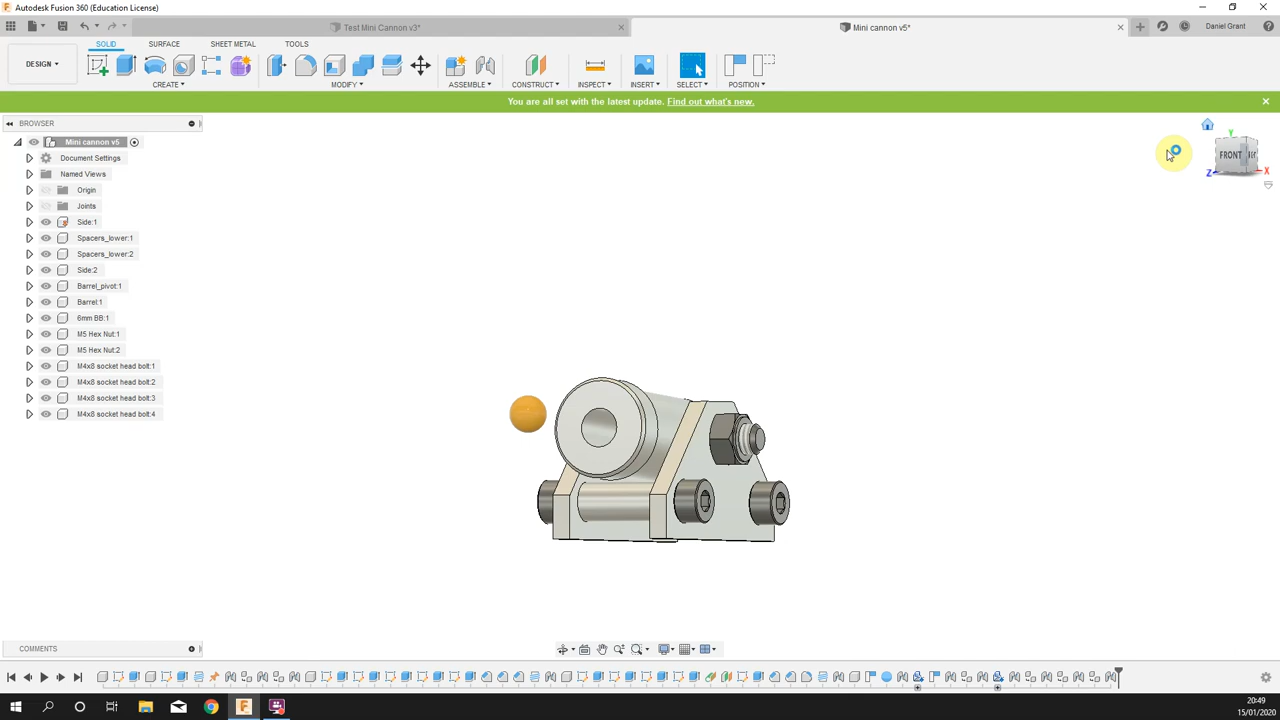 Autodesk Fusion 360 (Education License)
Test Mini Cannon v3*
Mini cannon v5*
Daniel Grant
DESIGN
SOLID
SURFACE
SHEET METAL
TOOLS
CREATE
MODIFY
ASSEMBLE
CONSTRUCT
INSPECT
INSERT
SELECT
POSITION
You are all set with the latest update. Find out what's new.
BROWSER
Mini cannon v5
Document Settings
Named Views
Origin
Joints
Side:1
Spacers_lower:1
Spacers_lower:2
Side:2
Barrel_pivot:1
Barrel:1
6mm BB:1
M5 Hex Nut:1
M5 Hex Nut:2
M4x8 socket head bolt:1
M4x8 socket head bolt:2
M4x8 socket head bolt:3
M4x8 socket head bolt:4
Y
FRONT
Z
X
COMMENTS
20:49
15/01/2020